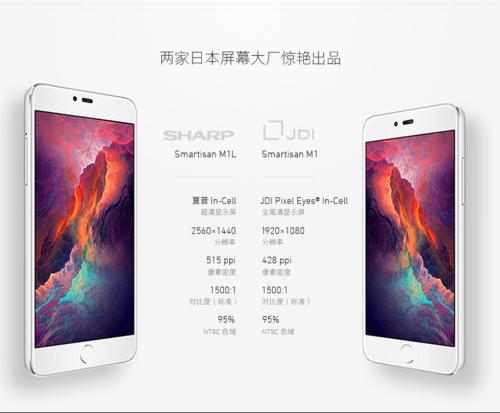 两家日本屏幕大厂惊艳出品
SHARP
JDI
Smartisan M1L
Smartisan M1
夏普 In-Cell
JDI Pixel Eyes® In-Cell
超清显示屏
全高清显示屏
2560×1440
1920×1080
分辨率
分辨率
515 ppi
428 ppi
像素密度
像素密度
1500:1
1500:1
对比度（标准）
对比度（标准）
95%
95%
NTSC 色域
NTSC 色域